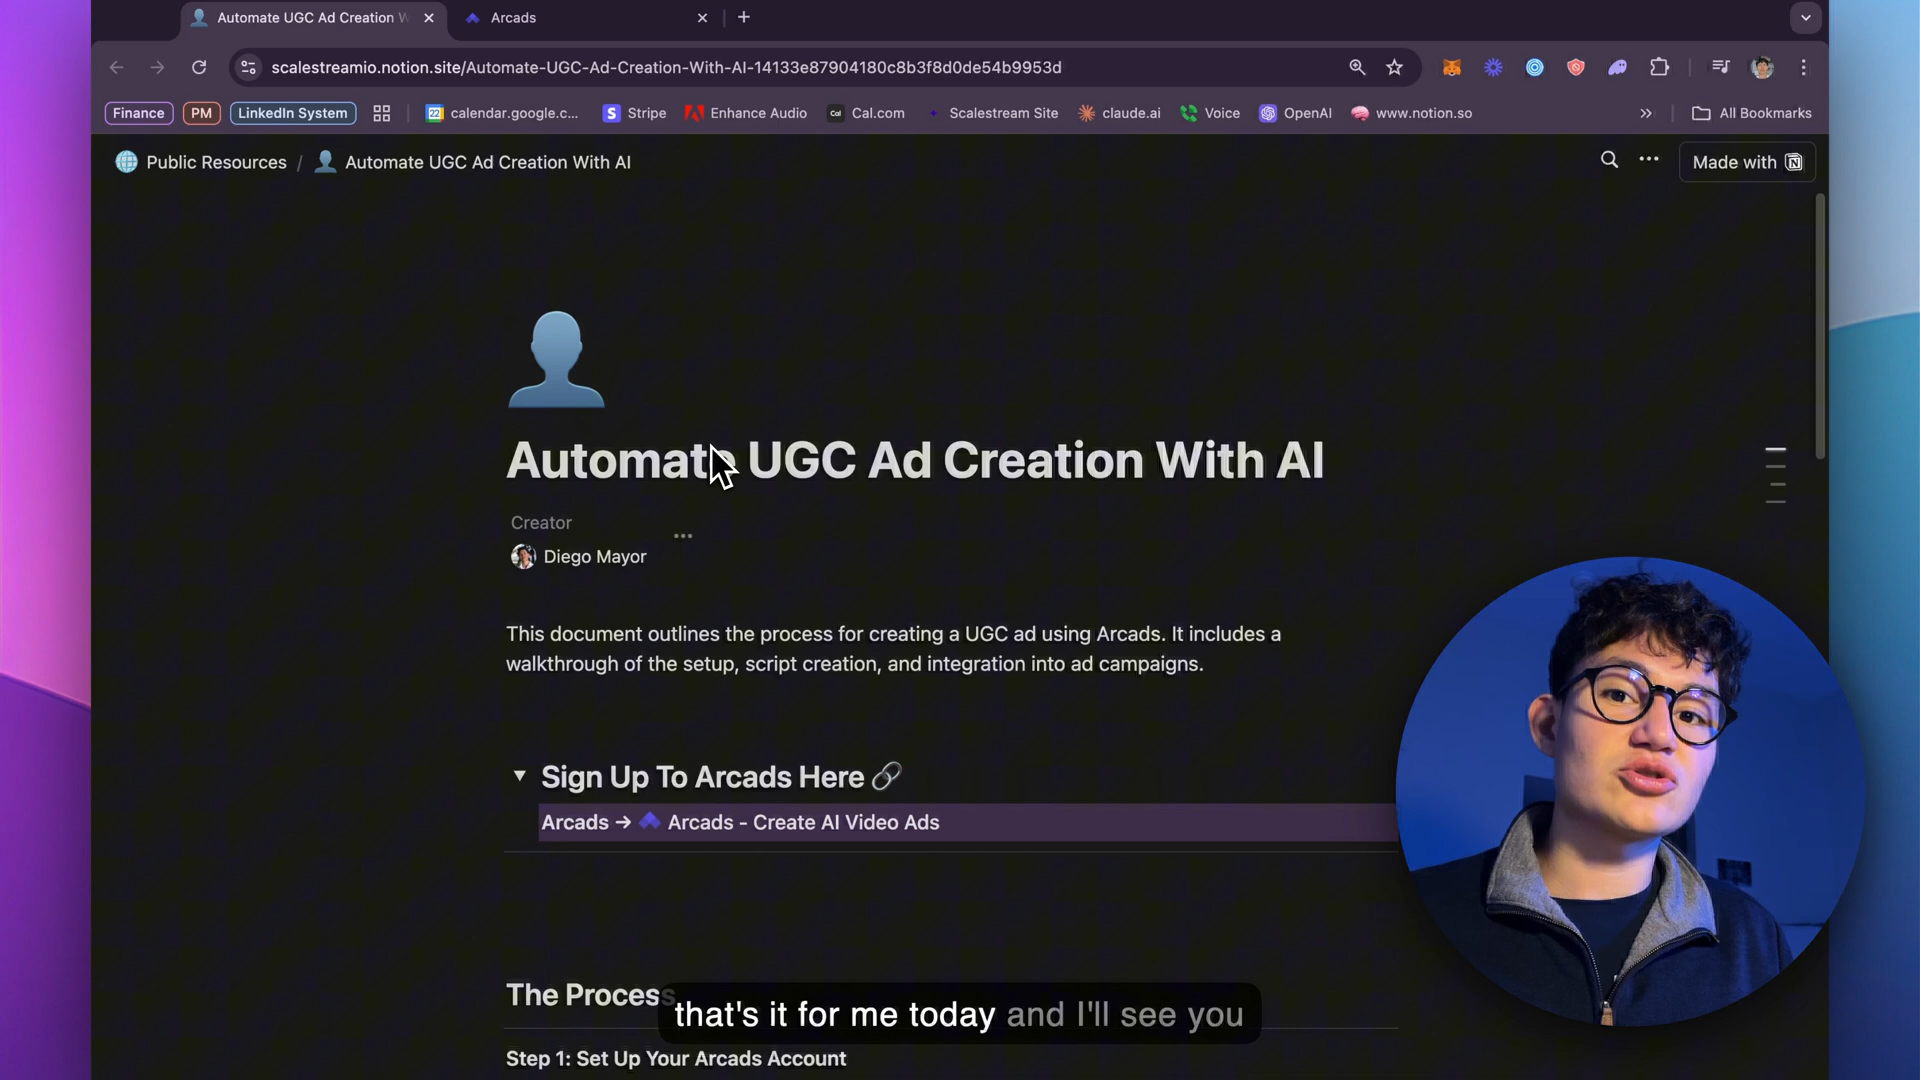 Automate UGC Ad Creation W
Arcads
scalestreamio.notion.site/Automate-UGC-Ad-Creation-With-AI-14133e87904180c8b3f8d0de54b9953d
Finance
PM
LinkedIn System
22
calendar.google.c...
S
Stripe
Enhance Audio
Cal
Cal.com
Scalestream Site
claude.ai
Voice
OpenAI
www.notion.so
All Bookmarks
Public Resources / Automate UGC Ad Creation With AI
Made with
Automate UGC Ad Creation With AI
Creator
Diego Mayor
This document outlines the process for creating a UGC ad using Arcads. It includes a
walkthrough of the setup, script creation, and integration into ad campaigns.
Sign Up To Arcads Here
Arcads → Arcads - Create AI Video Ads
The Process
that's it for me today and I'll see you
Step 1: Set Up Your Arcads Account